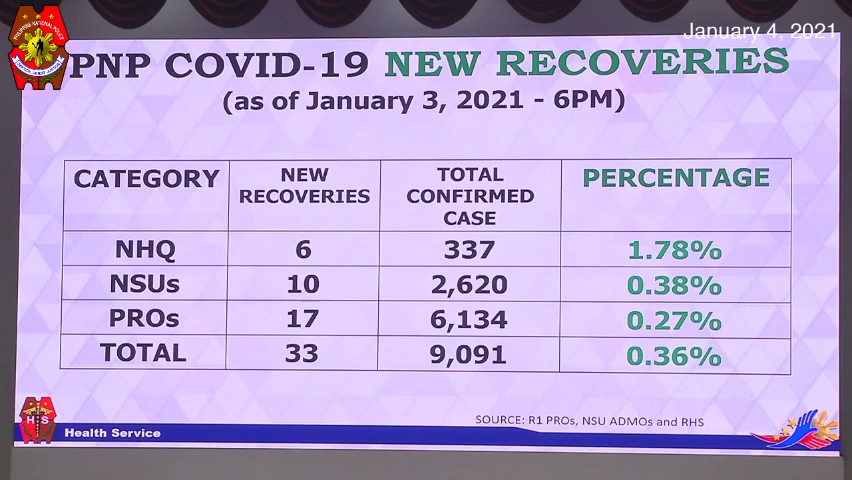 January 4, 2021
PNP COVID-19 NEW RECOVERIES
(as of January 3, 2021 - 6PM)
CATEGORY NEW RECOVERIES TOTAL CONFIRMED CASE PERCENTAGE
NHQ 6 337 1.78%
NSUs 10 2,620 0.38%
PROs 17 6,134 0.27%
TOTAL 33 9,091 0.36%
SOURCE: R1 PROs, NSU ADMOs and RHS
HS
Health Service